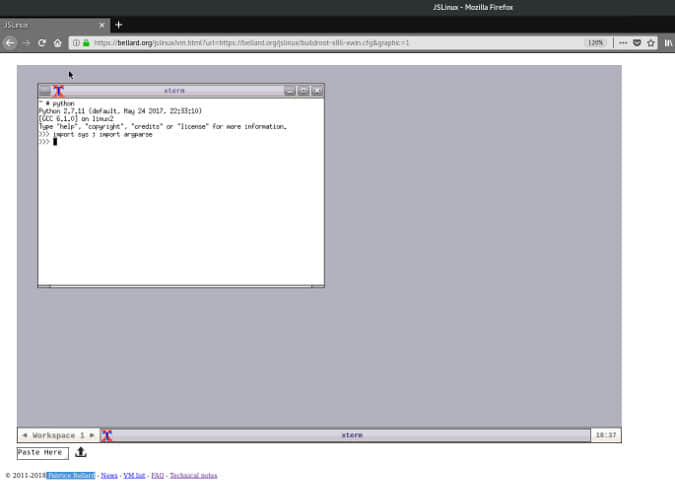 JSLinux - Mozilla Firefox
JSLinux × +
https://bellard.org/jslinux/vm.html?url=https://bellard.org/jslinux/buildroot-x86-xwin.cfg&graphic=1 120%
xterm
~ # python
Python 2.7.11 (default, May 24 2017, 22:33:10)
[GCC 6.1.0] on linux2
Type "help", "copyright", "credits" or "license" for more information.
>>> import sys ; import argparse
>>>
Workspace 1 xterm 18:37
Paste Here
© 2011-2018 Fabrice Bellard - News - VM list - FAQ - Technical notes